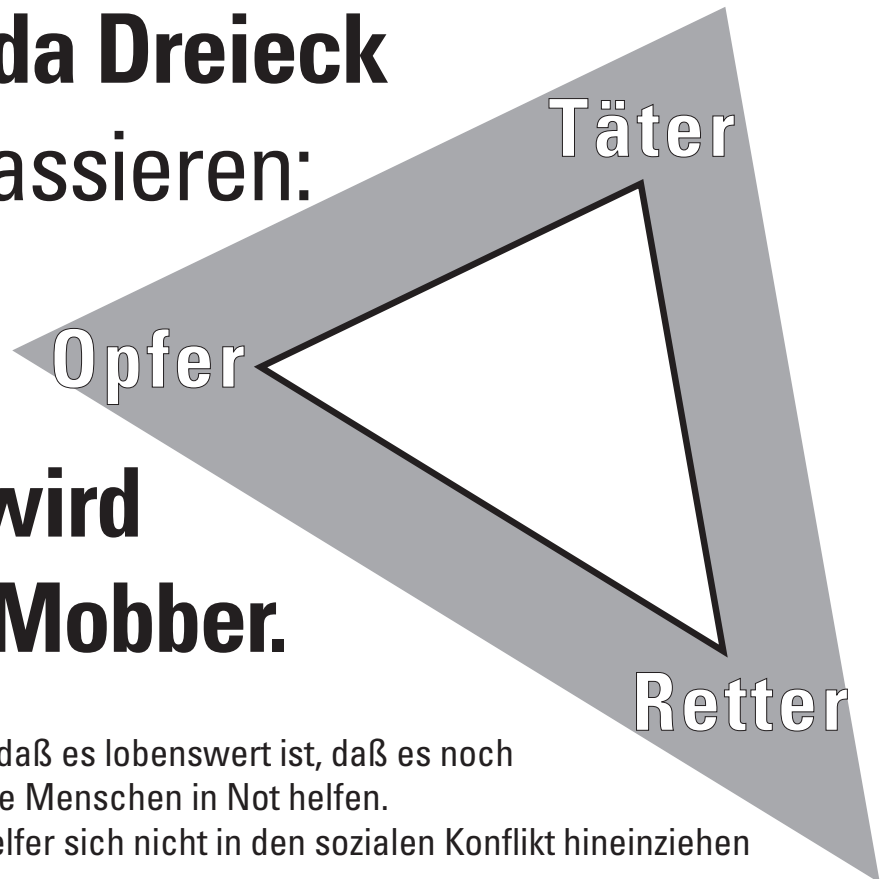 da Dreieck
Täter
assieren:
Opfer
wird
Mobber.
Retter
daß es lobenswert ist, daß es noch
e Menschen in Not helfen.
elfer sich nicht in den sozialen Konflikt hineinziehen